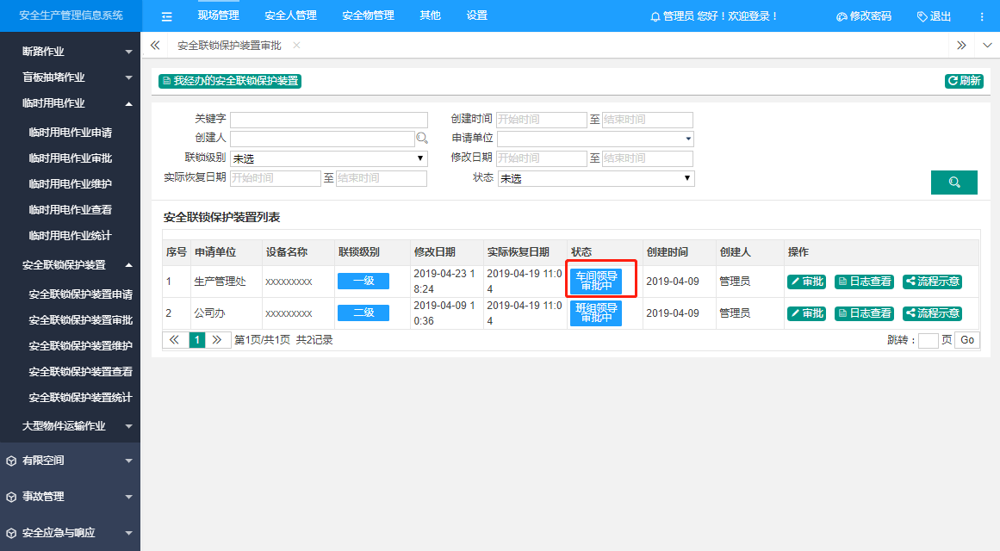 安全生产管理信息系统
现场管理 安全人管理 安全物管理 其他 设置 管理员 您好！欢迎登录！ 修改密码 退出
断路作业
盲板抽堵作业
临时用电作业
临时用电作业申请
临时用电作业审批
临时用电作业维护
临时用电作业查看
临时用电作业统计
安全联锁保护装置
安全联锁保护装置申请
安全联锁保护装置审批
安全联锁保护装置维护
安全联锁保护装置查看
安全联锁保护装置统计
大型物件运输作业
有限空间
事故管理
安全应急与响应
安全联锁保护装置审批
我经办的安全联锁保护装置 刷新
关键字 创建时间 开始时间 至 结束时间
创建人 申请单位
联锁级别 未选 修改日期 开始时间 至 结束时间
实际恢复日期 开始时间 至 结束时间 状态 未选
安全联锁保护装置列表
序号 申请单位 设备名称 联锁级别 修改日期 实际恢复日期 状态 创建时间 创建人 操作
1 生产管理处 xxxxxxxxx 一级 2019-04-23 1 2019-04-19 11:0 车间领导 2019-04-09 管理员 审批 日志查看 流程示意
8:24 4 审批中
2 公司办 xxxxxxxxx 二级 2019-04-09 1 2019-04-19 11:0 班组领导 2019-04-09 管理员 审批 日志查看 流程示意
0:36 4 审批中
1 第1页/共1页 共2记录 跳转： 页 Go